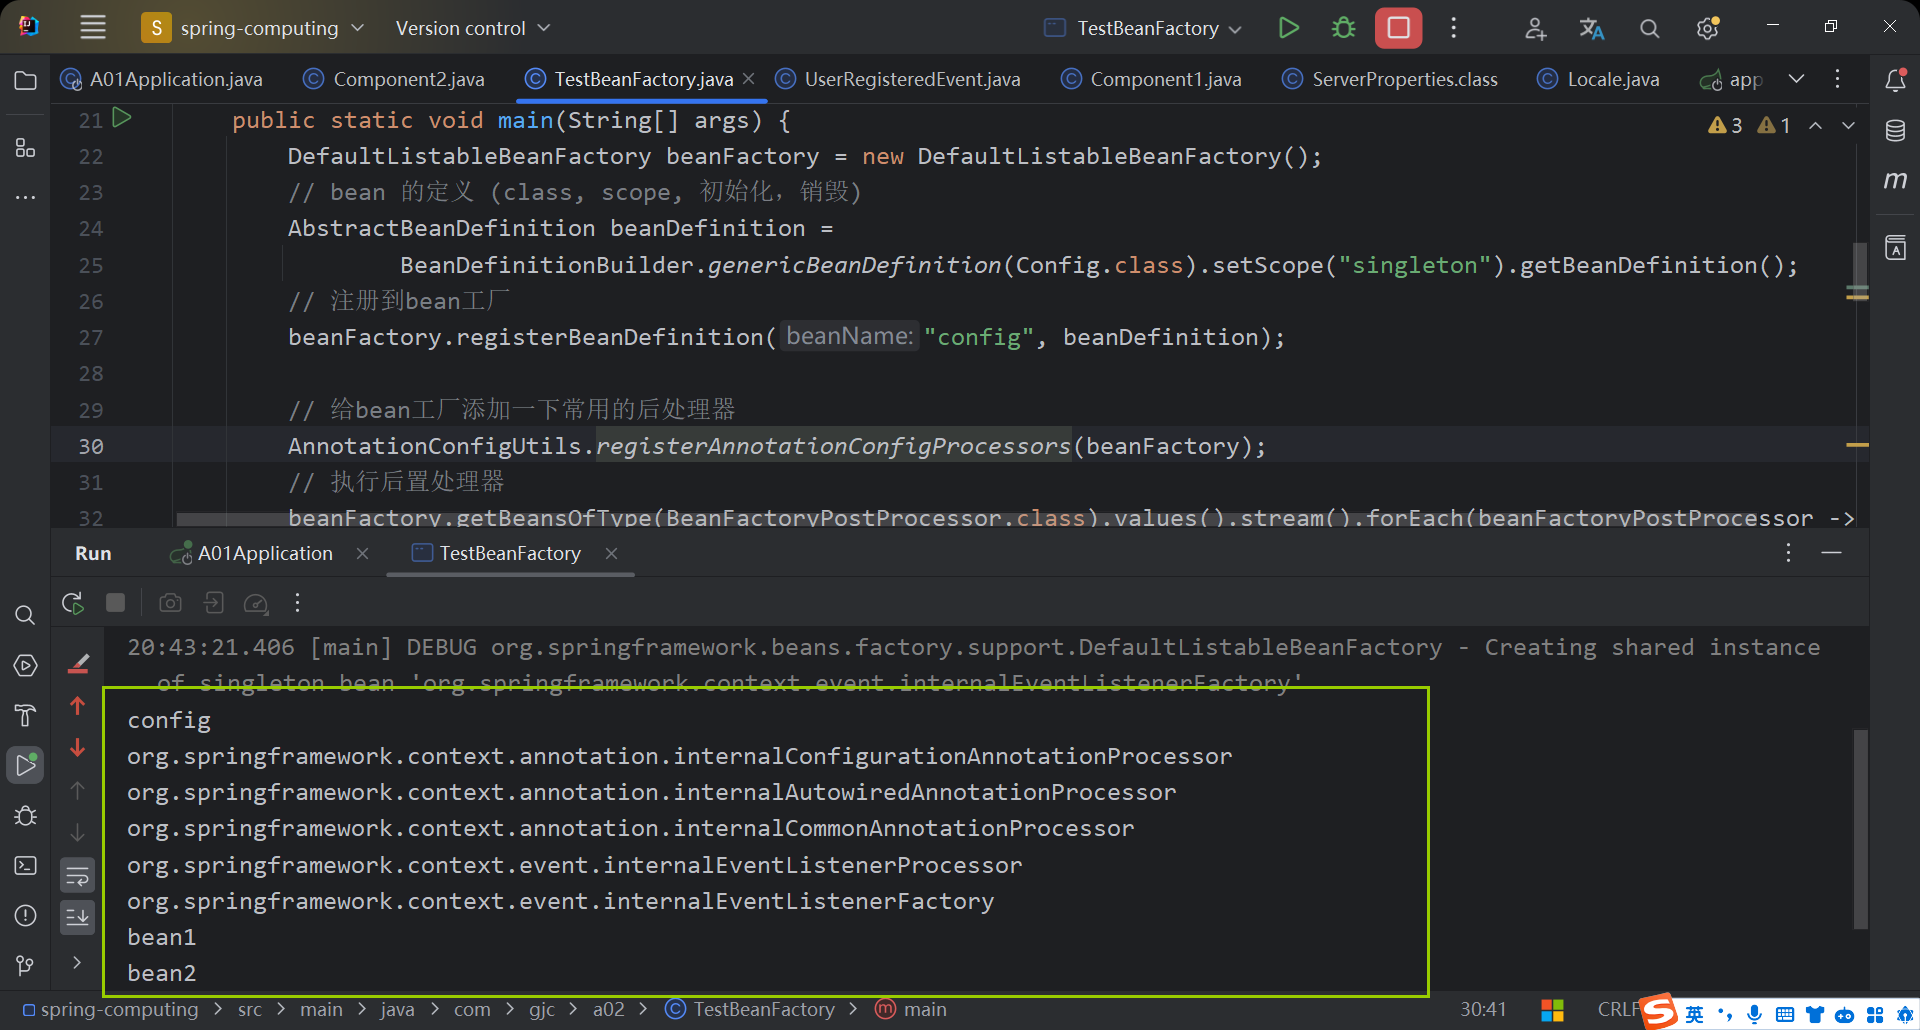 S spring-computing Version control TestBeanFactory
A01Application.java Component2.java TestBeanFactory.java UserRegisteredEvent.java Component1.java ServerProperties.class Locale.java app
21 public static void main(String[] args) { 3 1
22 DefaultListableBeanFactory beanFactory = new DefaultListableBeanFactory();
23 // bean 的定义 (class, scope, 初始化, 销毁)
24 AbstractBeanDefinition beanDefinition =
25 BeanDefinitionBuilder.genericBeanDefinition(Config.class).setScope("singleton").getBeanDefinition();
26 // 注册到bean工厂
27 beanFactory.registerBeanDefinition( beanName: "config", beanDefinition);
28
29 // 给bean工厂添加一下常用的后处理器
30 AnnotationConfigUtils.registerAnnotationConfigProcessors(beanFactory);
31 // 执行后置处理器
32 beanFactory.getBeansOfType(BeanFactoryPostProcessor.class).values().stream().forEach(beanFactoryPostProcessor ->
Run A01Application TestBeanFactory
20:43:21.406 [main] DEBUG org.springframework.beans.factory.support.DefaultListableBeanFactory - Creating shared instance
of singleton bean 'org.springframework.context.event.internalEventListenerFactory'
config
org.springframework.context.annotation.internalConfigurationAnnotationProcessor
org.springframework.context.annotation.internalAutowiredAnnotationProcessor
org.springframework.context.annotation.internalCommonAnnotationProcessor
org.springframework.context.event.internalEventListenerProcessor
org.springframework.context.event.internalEventListenerFactory
bean1
bean2
spring-computing > src > main > java > com > gjc > a02 > TestBeanFactory > main 30:41 CRLF 英